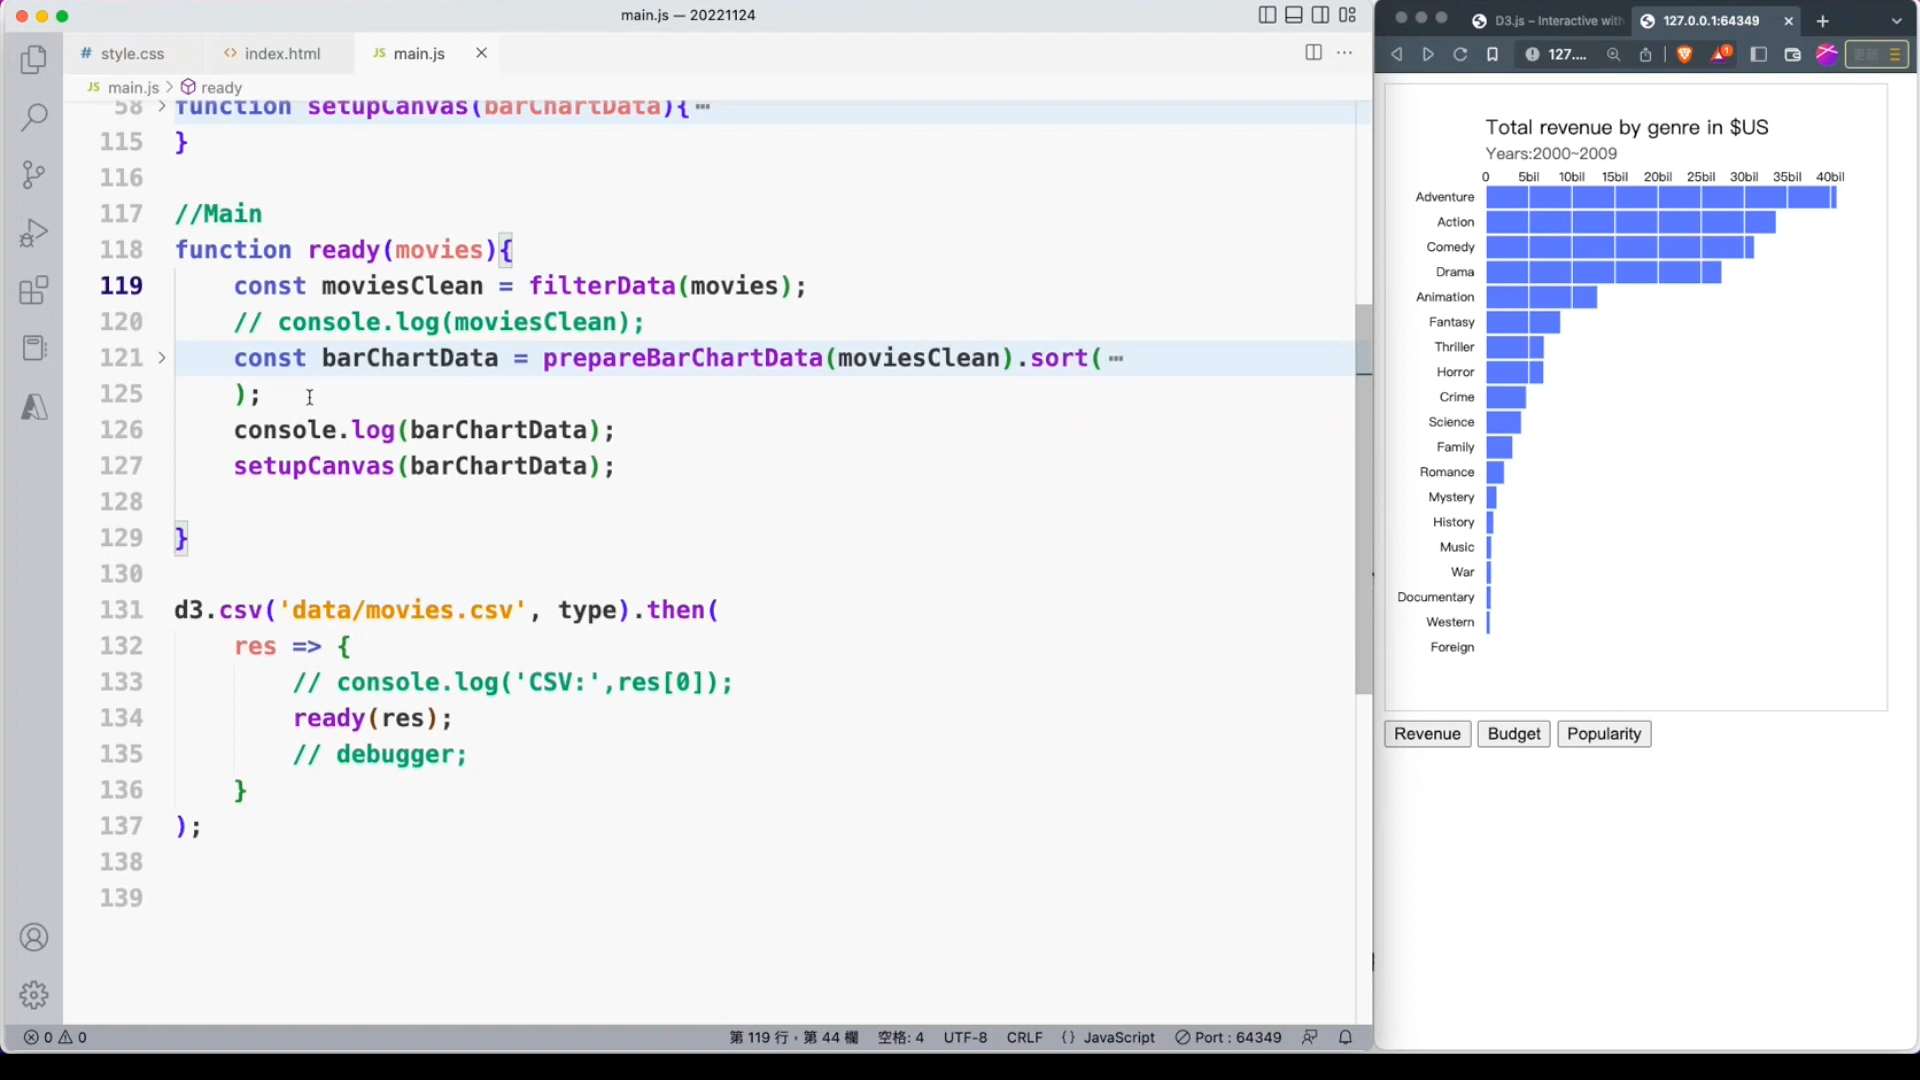 main.js — 20221124
# style.css
<> index.html
JS main.js
JS main.js > ready
58 function setupCanvas(barChartData){
115 }
116
117 //Main
118 function ready(movies){
119 const moviesClean = filterData(movies);
120 // console.log(moviesClean);
121 const barChartData = prepareBarChartData(moviesClean).sort(
125 );
126 console.log(barChartData);
127 setupCanvas(barChartData);
128
129 }
130
131 d3.csv('data/movies.csv', type).then(
132 res => {
133 // console.log('CSV:',res[0]);
134 ready(res);
135 // debugger;
136 }
137 );
138
139
0 0
第 119 行，第 44 欄
空格: 4
UTF-8
CRLF
{} JavaScript
Port : 64349
D3.js – Interactive with
127.0.0.1:64349
127....
1
更新
Total revenue by genre in $US
Years:2000~2009
0 5bil 10bil 15bil 20bil 25bil 30bil 35bil 40bil
Adventure
Action
Comedy
Drama
Animation
Fantasy
Thriller
Horror
Crime
Science
Family
Romance
Mystery
History
Music
War
Documentary
Western
Foreign
Revenue Budget Popularity